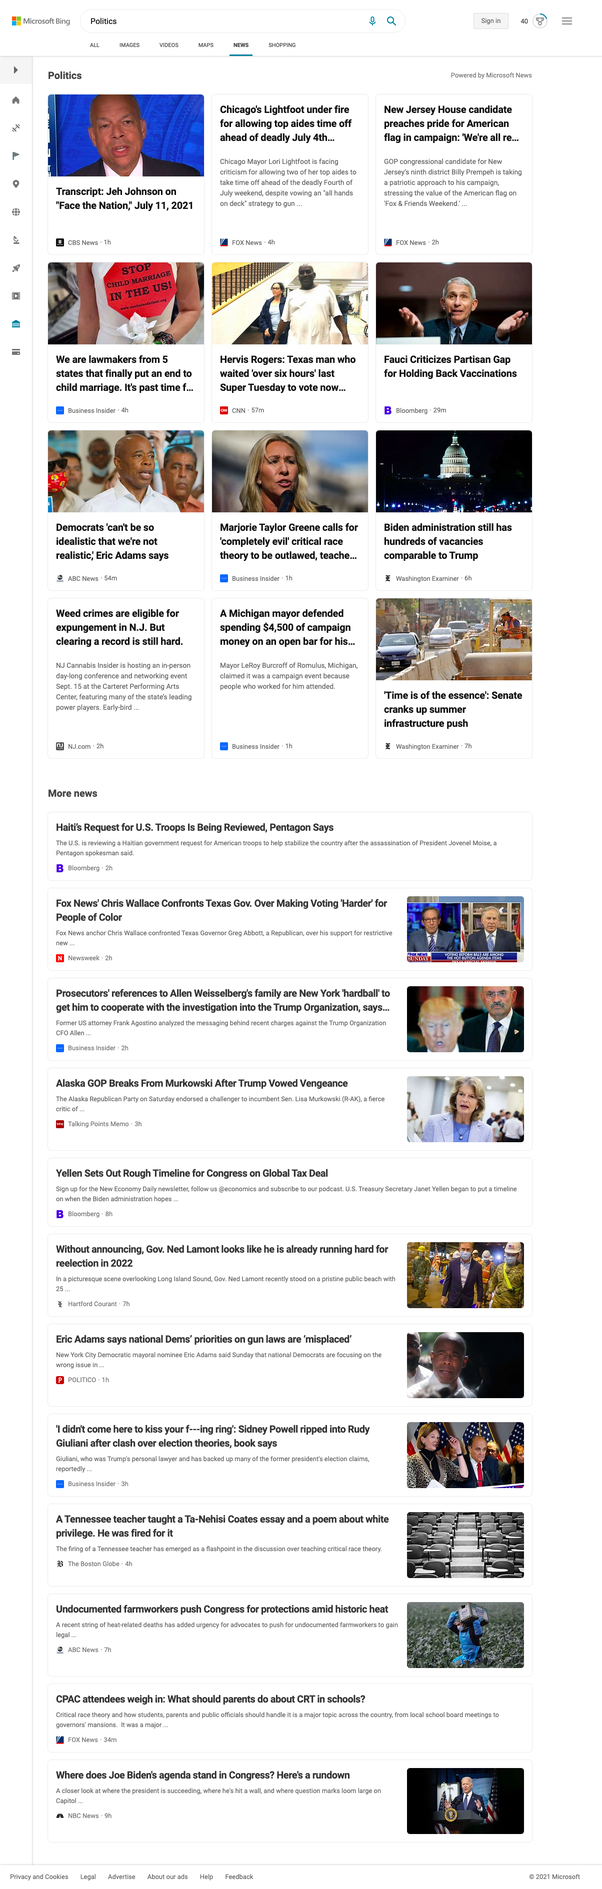 Microsoft Bing
Politics
Sign in
40
ALL
IMAGES
VIDEOS
MAPS
NEWS
SHOPPING
Politics
Powered by Microsoft News
Transcript: Jeh Johnson on
"Face the Nation," July 11, 2021
CBS News · 1h
Chicago's Lightfoot under fire
for allowing top aides time off
ahead of deadly July 4th...
Chicago Mayor Lori Lightfoot is facing
criticism for allowing two of her top aides to
take time off ahead of the deadly Fourth of
July weekend, despite vowing an "all hands
on deck" strategy to gun ...
FOX News · 4h
New Jersey House candidate
preaches pride for American
flag in campaign: 'We're all re...
GOP congressional candidate for New
Jersey's ninth district Billy Prempeh is taking
a patriotic approach to his campaign,
stressing the value of the American flag on
'Fox & Friends Weekend.' ...
FOX News · 2h
STOP
CHILD MARRIAGE
IN THE U.S!
We are lawmakers from 5
states that finally put an end to
child marriage. It's past time f...
Business Insider · 4h
Hervis Rogers: Texas man who
waited 'over six hours' last
Super Tuesday to vote now...
CNN · 57m
Fauci Criticizes Partisan Gap
for Holding Back Vaccinations
Bloomberg · 29m
Democrats 'can't be so
idealistic that we're not
realistic,' Eric Adams says
ABC News · 54m
Marjorie Taylor Greene calls for
'completely evil' critical race
theory to be outlawed, teache...
Business Insider · 1h
Biden administration still has
hundreds of vacancies
comparable to Trump
Washington Examiner · 6h
Weed crimes are eligible for
expungement in N.J. But
clearing a record is still hard.
NJ Cannabis Insider is hosting an in-person
day-long conference and networking event
Sept. 15 at the Carteret Performing Arts
Center, featuring many of the state's leading
power players. Early-bird ...
NJ.com · 2h
A Michigan mayor defended
spending $4,500 of campaign
money on an open bar for his...
Mayor LeRoy Burcroff of Romulus, Michigan,
claimed it was a campaign event because
people who worked for him attended.
Business Insider · 1h
'Time is of the essence': Senate
cranks up summer
infrastructure push
Washington Examiner · 7h
More news
Haiti's Request for U.S. Troops Is Being Reviewed, Pentagon Says
The U.S. is reviewing a Haitian government request for American troops to help stabilize the country after the assassination of President Jovenel Moise, a
Pentagon spokesman said.
Bloomberg · 2h
Fox News' Chris Wallace Confronts Texas Gov. Over Making Voting 'Harder' for
People of Color
Fox News anchor Chris Wallace confronted Texas Governor Greg Abbott, a Republican, over his support for restrictive
new ...
Newsweek · 2h
SUNDAY
VOTING REFORM BILLS ARE AMONG
THE HOT BUTTON AGENDA ITEMS
Prosecutors' references to Allen Weisselberg's family are New York 'hardball' to
get him to cooperate with the investigation into the Trump Organization, says...
Former US attorney Frank Agostino analyzed the messaging behind recent charges against the Trump Organization
CFO Allen ...
Business Insider · 2h
Alaska GOP Breaks From Murkowski After Trump Vowed Vengeance
The Alaska Republican Party on Saturday endorsed a challenger to incumbent Sen. Lisa Murkowski (R-AK), a fierce
critic of ...
Talking Points Memo · 3h
Yellen Sets Out Rough Timeline for Congress on Global Tax Deal
Sign up for the New Economy Daily newsletter, follow us @economics and subscribe to our podcast. U.S. Treasury Secretary Janet Yellen began to put a timeline
on when the Biden administration hopes ...
Bloomberg · 8h
Without announcing, Gov. Ned Lamont looks like he is already running hard for
reelection in 2022
In a picturesque scene overlooking Long Island Sound, Gov. Ned Lamont recently stood on a pristine public beach with
25 ...
Hartford Courant · 7h
Eric Adams says national Dems' priorities on gun laws are 'misplaced'
New York City Democratic mayoral nominee Eric Adams said Sunday that national Democrats are focusing on the
wrong issue in ...
POLITICO · 1h
'I didn't come here to kiss your f---ing ring': Sidney Powell ripped into Rudy
Giuliani after clash over election theories, book says
Giuliani, who was Trump's personal lawyer and has backed up many of the former president's election claims,
reportedly ...
Business Insider · 3h
A Tennessee teacher taught a Ta-Nehisi Coates essay and a poem about white
privilege. He was fired for it
The firing of a Tennessee teacher has emerged as a flashpoint in the discussion over teaching critical race theory.
The Boston Globe · 4h
Undocumented farmworkers push Congress for protections amid historic heat
A recent string of heat-related deaths has added urgency for advocates to push for undocumented farmworkers to gain
legal ...
ABC News · 7h
CPAC attendees weigh in: What should parents do about CRT in schools?
Critical race theory and how students, parents and public officials should handle it is a major topic across the country, from local school board meetings to
governors' mansions. It was a major ...
FOX News · 34m
Where does Joe Biden's agenda stand in Congress? Here's a rundown
A closer look at where the president is succeeding, where he's hit a wall, and where question marks loom large on
Capitol ...
NBC News · 9h
Privacy and Cookies
Legal
Advertise
About our ads
Help
Feedback
© 2021 Microsoft